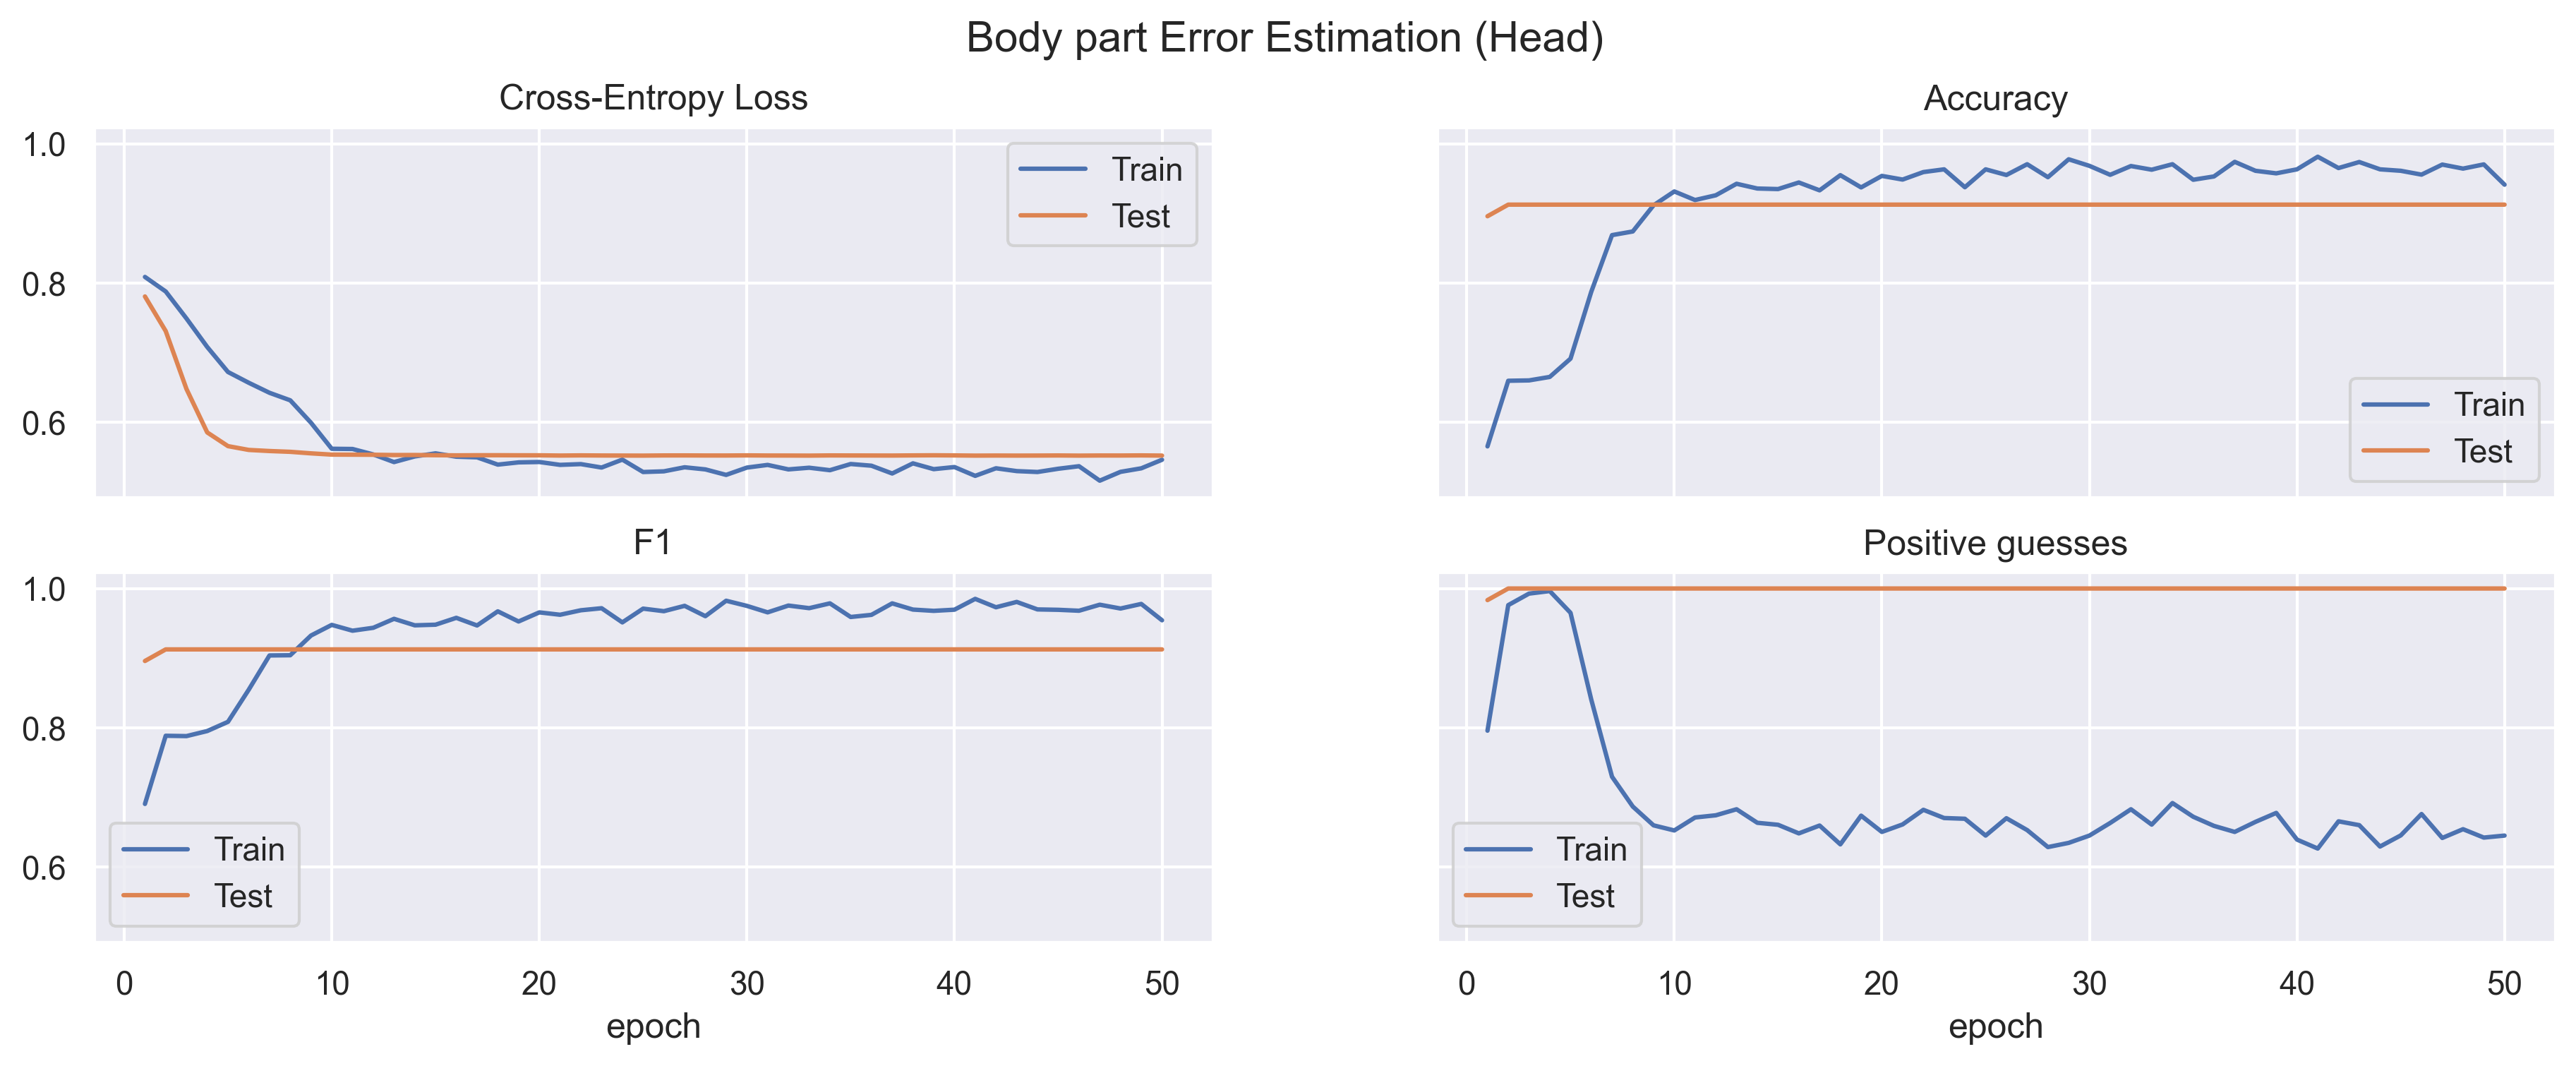 Body part Error Estimation (Head)
Cross-Entropy Loss
1.0
0.8
0.6
Train
Test
Accuracy
Train
Test
F1
1.0
0.8
0.6
Train
Test
0 10 20 30 40 50
epoch
Positive guesses
Train
Test
0 10 20 30 40 50
epoch